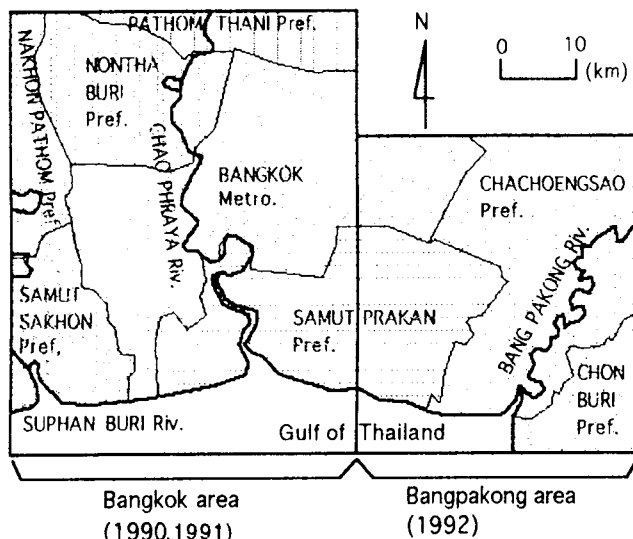 PATHOM THANI Pref.
NAKHON PATHOM Pref.
NONTHA
BURI
Pref.
CHAO PHRAYA Riv.
BANGKOK
Metro.
N
0 10
(km)
CHACHOENGSAO
Pref.
BANG PAKONG Riv.
SAMUT
SAKHON
Pref.
SAMUT PRAKAN
Pref.
CHON
BURI
Pref.
SUPHAN BURI Riv.
Gulf of Thailand
Bangkok area
(1990,1991)
Bangpakong area
(1992)